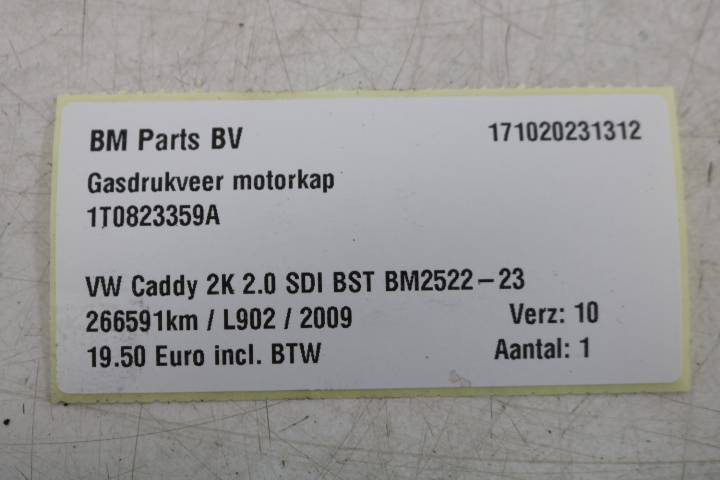 BM Parts BV 171020231312
Gasdrukveer motorkap
1T0823359A
VW Caddy 2K 2.0 SDI BST BM2522-23
266591km / L902 / 2009 Verz: 10
19.50 Euro incl. BTW Aantal: 1